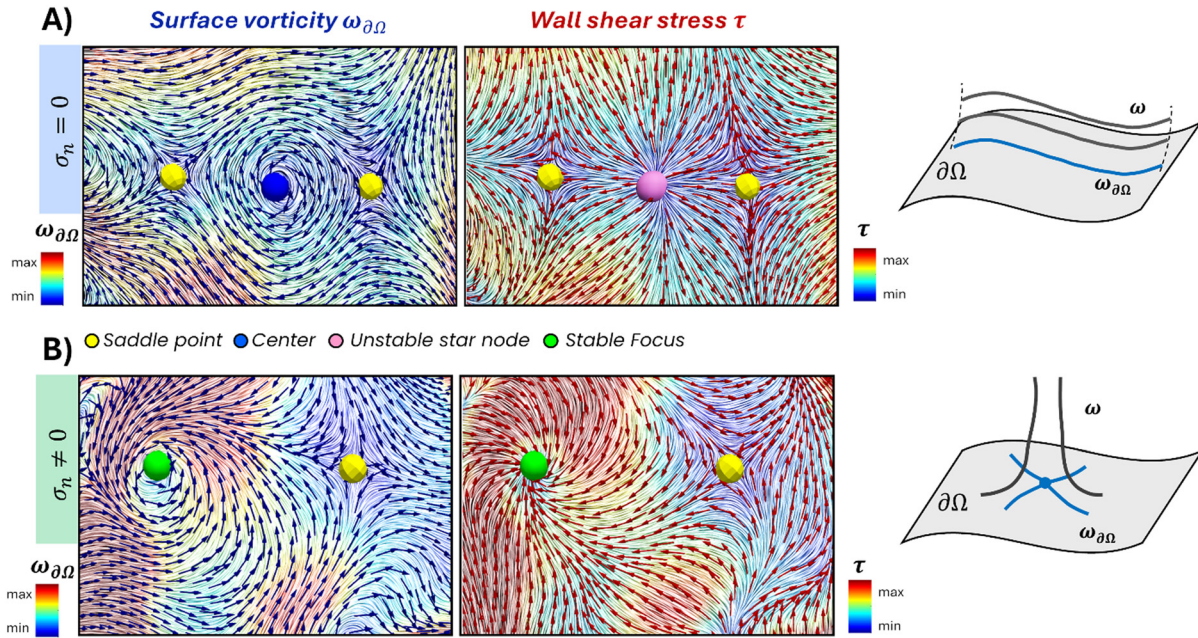 A)
Surface vorticity ω∂Ω
Wall shear stress τ
σn = 0
ω∂Ω
max
min
ω
∂Ω
ω∂Ω
τ
max
min
B)
Saddle point Center Unstable star node Stable Focus
σn ≠ 0
ω∂Ω
max
min
ω
∂Ω
ω∂Ω
τ
max
min